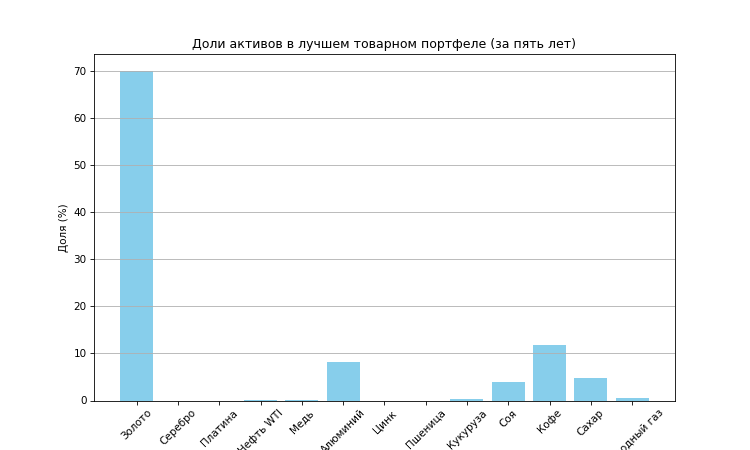 Доли активов в лучшем товарном портфеле (за пять лет)
Доля (%)
70
60
50
40
30
20
10
0
Золото
Серебро
Платина
Нефть WTI
Медь
Алюминий
Цинк
Пшеница
Кукуруза
Соя
Кофе
Сахар
одный газ